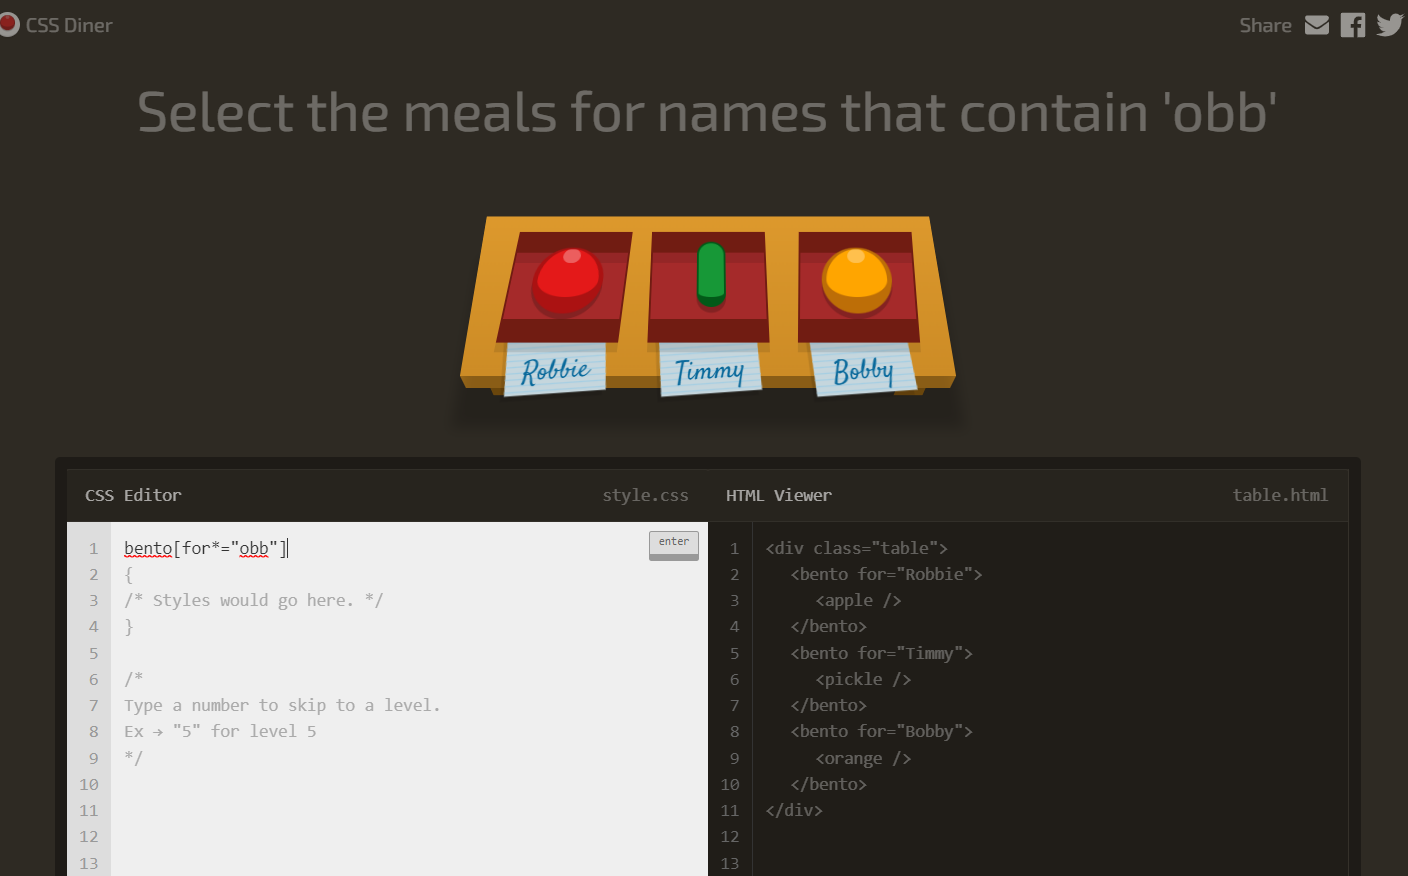 CSS Diner
Share
Select the meals for names that contain 'obb'
Robbie
Timmy
Bobby
CSS Editor
style.css
1 bento[for*="obb"]
enter
2 {
3 /* Styles would go here. */
4 }
5
6 /*
7 Type a number to skip to a level.
8 Ex → "5" for level 5
9 */
10
11
12
13
HTML Viewer
table.html
1 <div class="table">
2 <bento for="Robbie">
3 <apple />
4 </bento>
5 <bento for="Timmy">
6 <pickle />
7 </bento>
8 <bento for="Bobby">
9 <orange />
10 </bento>
11 </div>
12
13